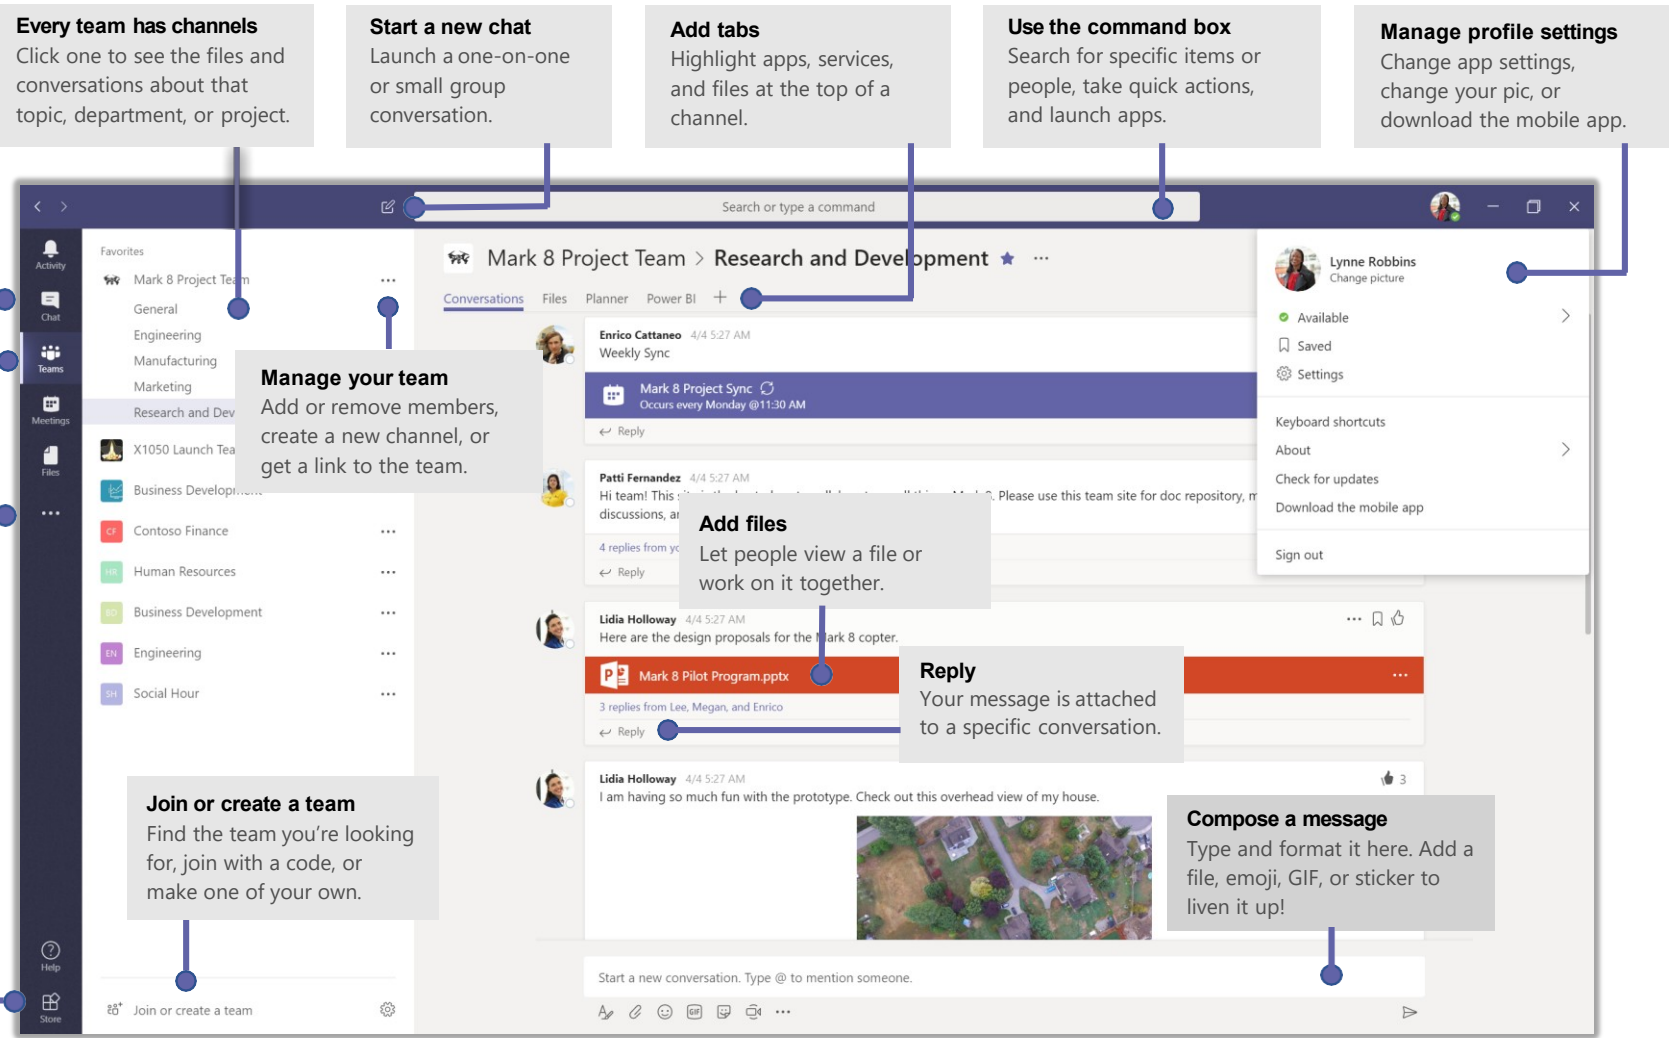 Every team has channels
Click one to see the files and
conversations about that
topic, department, or project.
Start a new chat
Launch a one-on-one
or small group
conversation.
Add tabs
Highlight apps, services,
and files at the top of a
channel.
Use the command box
Search for specific items or
people, take quick actions,
and launch apps.
Manage profile settings
Change app settings,
change your pic, or
download the mobile app.
Search or type a command
Activity
Chat
Teams
Meetings
Files
Help
Store
Favorites
Mark 8 Project Team
General
Engineering
Manufacturing
Marketing
Research and Dev
X1050 Launch Tea
Business Development
CF Contoso Finance
HR Human Resources
BD Business Development
EN Engineering
SH Social Hour
Manage your team
Add or remove members,
create a new channel, or
get a link to the team.
Join or create a team
Find the team you’re looking
for, join with a code, or
make one of your own.
Join or create a team
Mark 8 Project Team > Research and Development
Conversations Files Planner Power BI
Enrico Cattaneo 4/4 5:27 AM
Weekly Sync
Mark 8 Project Sync
Occurs every Monday @11:30 AM
Reply
Patti Fernandez 4/4 5:27 AM
Hi team! This Please use this team site for doc repository, m
discussions, a
4 replies from yo
Reply
Add files
Let people view a file or
work on it together.
Lidia Holloway 4/4 5:27 AM
Here are the design proposals for the Mark 8 copter.
P Mark 8 Pilot Program.pptx
3 replies from Lee, Megan, and Enrico
Reply
Reply
Your message is attached
to a specific conversation.
Lidia Holloway 4/4 5:27 AM
3
I am having so much fun with the prototype. Check out this overhead view of my house.
Compose a message
Type and format it here. Add a
file, emoji, GIF, or sticker to
liven it up!
Start a new conversation. Type @ to mention someone.
GIF
Lynne Robbins
Change picture
Available
Saved
Settings
Keyboard shortcuts
About
Check for updates
Download the mobile app
Sign out